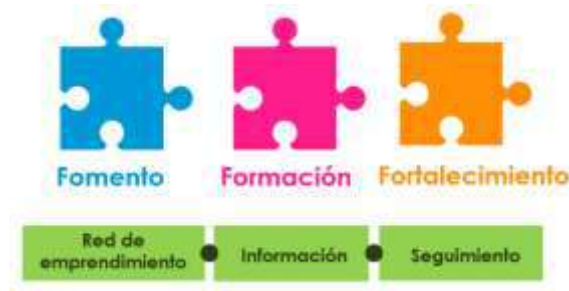 Fomento Formación Fortalecimiento
Red de
emprendimiento
Información
Seguimiento